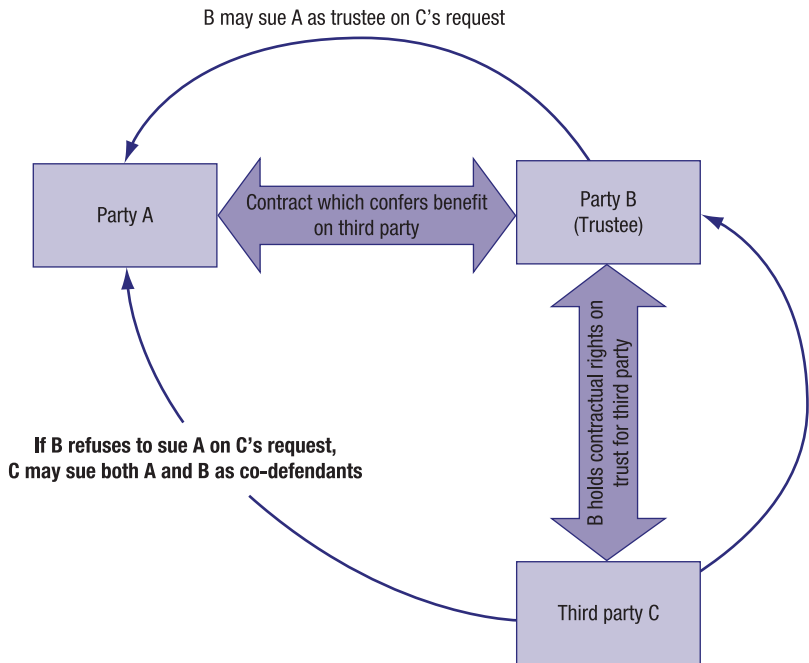 B may sue A as trustee on C's request
Party A
Contract which confers benefit
on third party
Party B
(Trustee)
B holds contractual rights on
trust for third party
If B refuses to sue A on C's request,
C may sue both A and B as co-defendants
Third party C